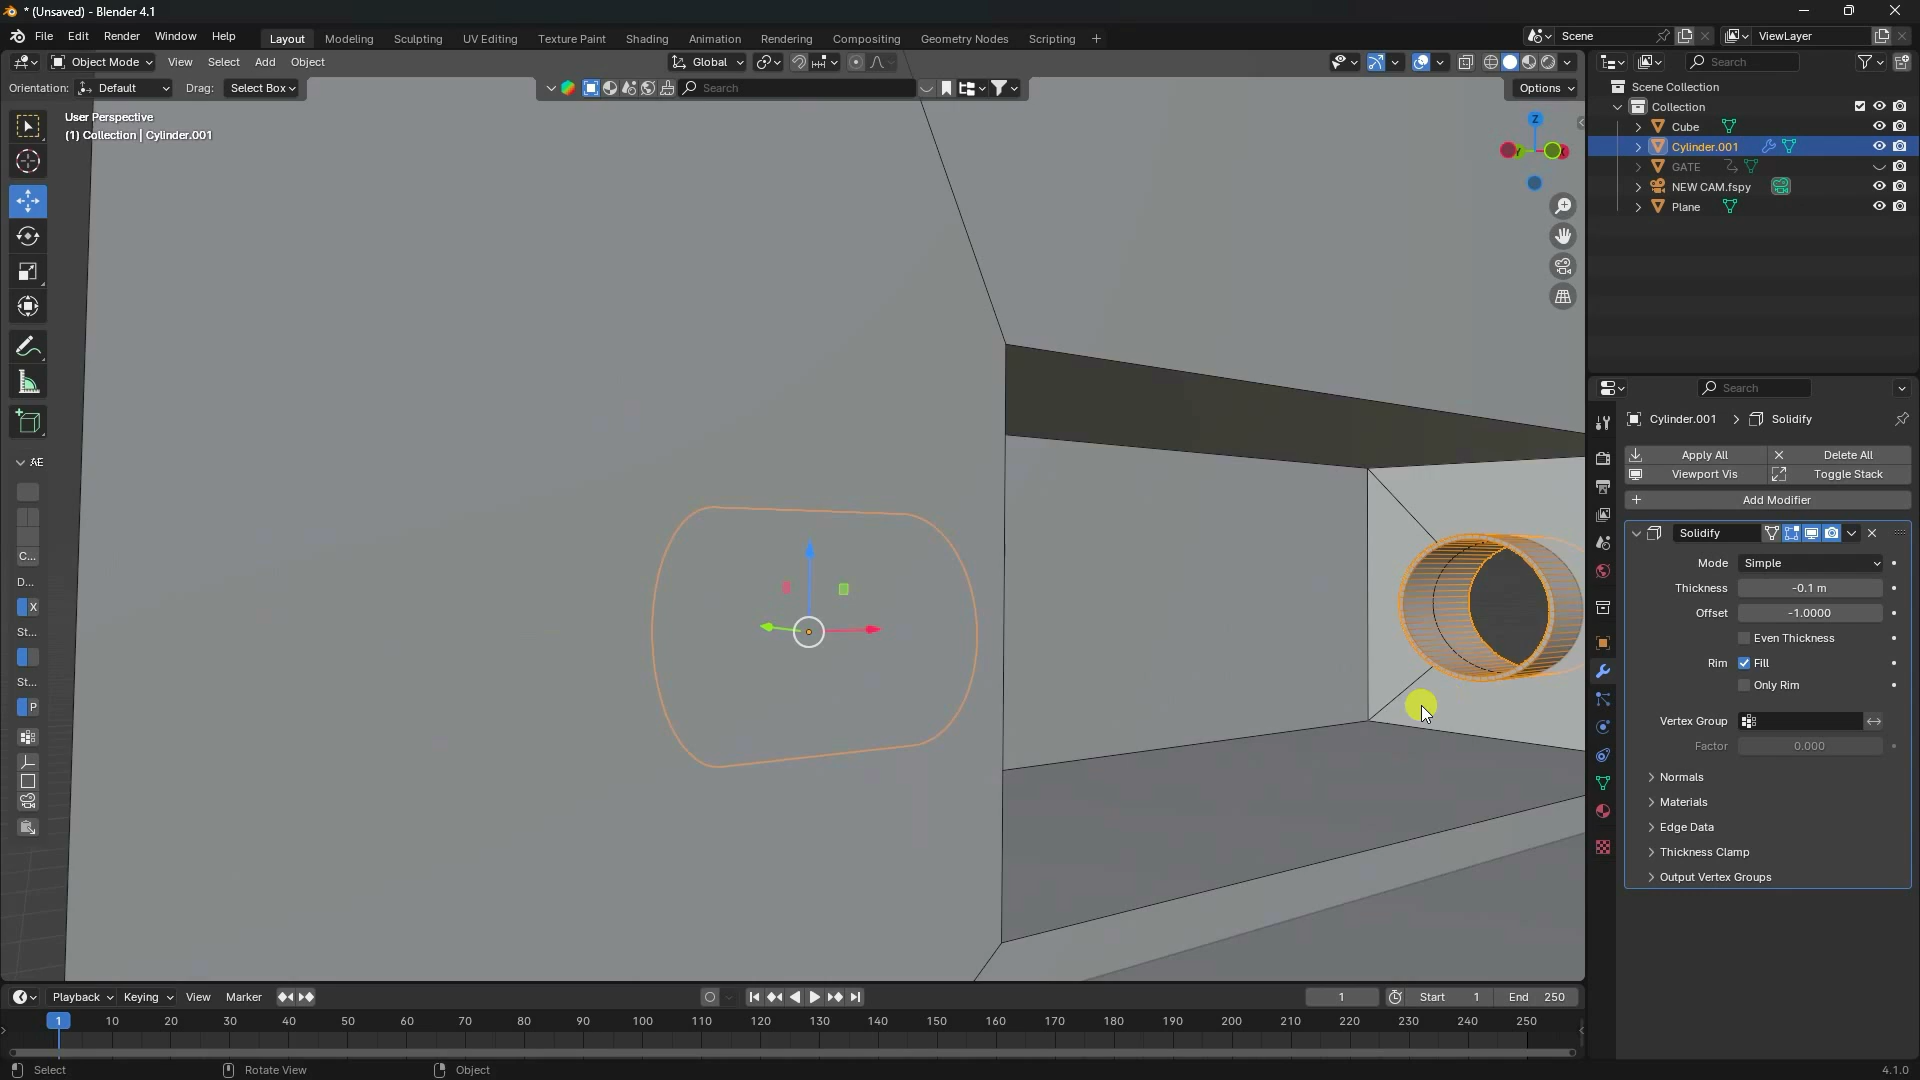 * (Unsaved) - Blender 4.1
File Edit Render Window Help
Layout Modeling Sculpting UV Editing Texture Paint Shading Animation Rendering Compositing Geometry Nodes Scripting +
Scene
ViewLayer
Object Mode View Select Add Object
Global
Search
Orientation: Default Drag: Select Box
Search
Options
Scene Collection
Collection
Cube
Cylinder.001
GATE
NEW CAM.fspy
Plane
User Perspective
(1) Collection | Cylinder.001
Z
Y
X
AE
C...
D...
X
St...
St...
P
Search
Cylinder.001 > Solidify
Apply All
Delete All
Viewport Vis
Toggle Stack
Add Modifier
Solidify
Mode Simple
Thickness -0.1 m
Offset -1.0000
Even Thickness
Rim Fill
Only Rim
Vertex Group
Factor 0.000
Normals
Materials
Edge Data
Thickness Clamp
Output Vertex Groups
Playback Keying View Marker
1
Start 1
End 250
1 10 20 30 40 50 60 70 80 90 100 110 120 130 140 150 160 170 180 190 200 210 220 230 240 250
Select
Rotate View
Object
4.1.0